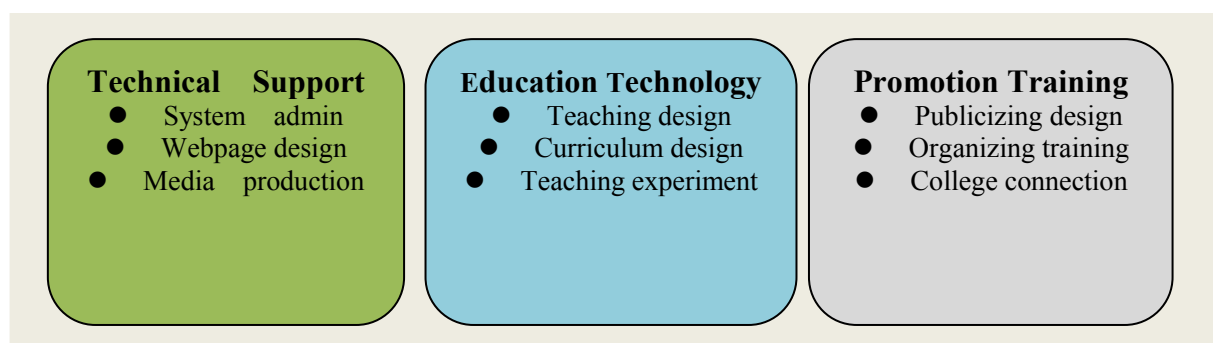 Technical Support
● System admin
● Webpage design
● Media production
Education Technology
● Teaching design
● Curriculum design
● Teaching experiment
Promotion Training
● Publicizing design
● Organizing training
● College connection